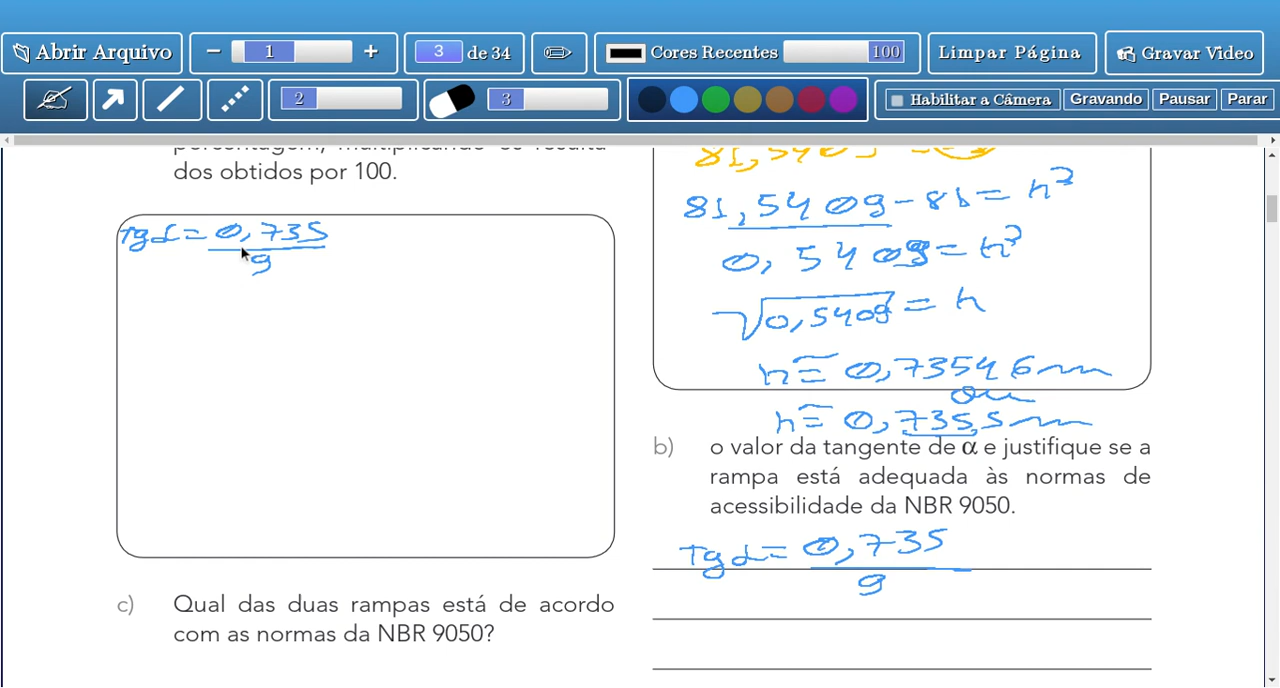 Abrir Arquivo
− 1 +
3 de 34
Cores Recentes 100
Limpar Página
Gravar Vìdeo
2
3
Habilitar a Câmera Gravando Pausar Parar
dos obtidos por 100.
Tgα = 0,735
9
c) Qual das duas rampas está de acordo
com as normas da NBR 9050?
81,5409 - 81 = h²
0,5409 = h²
√0,5409 = h
h ≅ 0,73546 m
ou
h ≅ 0,735,5 m
b) o valor da tangente de α e justifique se a
rampa está adequada às normas de
acessibilidade da NBR 9050.
Tgα = 0,735
9